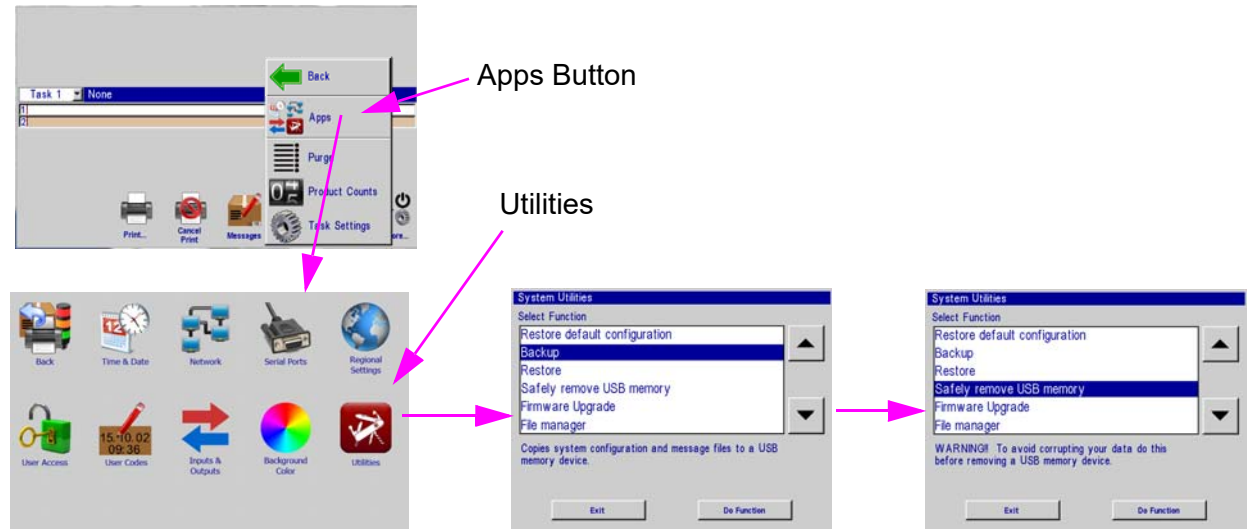 Back
Apps Button
Task 1 None
1
Apps
2
Purge
Product Counts
Utilities
Task Settings
Print...
Cancel
Print
Messages
ore...
System Utilities
Select Function
Restore default configuration
Backup
Restore
Safely remove USB memory
Firmware Upgrade
File manager
Copies system configuration and message files to a USB
memory device.
Exit Do Function
System Utilities
Select Function
Restore default configuration
Backup
Restore
Safely remove USB memory
Firmware Upgrade
File manager
WARNING!! To avoid corrupting your data do this
before removing a USB memory device.
Exit Do Function
Back
Time & Date
Network
Serial Ports
Regional
Settings
User Access
15.10.02
09:36
User Codes
Inputs &
Outputs
Background
Color
Utilities